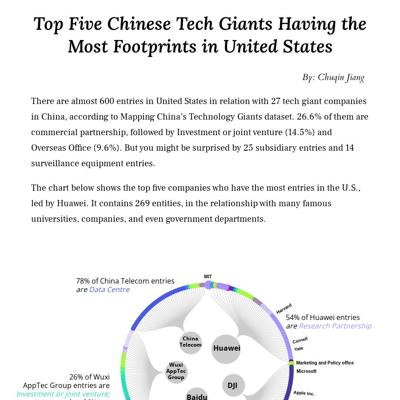 Top Five Chinese Tech Giants Having the
Most Footprints in United States
By: Chuqin Jiang
There are almost 600 entries in United States in relation with 27 tech giant companies
in China, according to Mapping China's Technology Giants dataset. 26.6% of them are
commercial partnership, followed by Investment or joint venture (14.5%) and
Overseas Office (9.6%). But you might be surprised by 25 subsidiary entries and 14
surveillance equipment entries.
The chart below shows the top five companies who have the most entries in the U.S.,
led by Huawei. It contains 269 entities, in the relationship with many famous
universities, companies, and even government departments.
MIT
78% of China Telecom entries
are Data Centre
Harvard
54% of Huawei entries
are Research Partnership
Cornell
Yale
China
Telecom
Huawei
Marketing and Policy office
Microsoft
Wuxi
AppTec
Group
26% of Wuxi
AppTec Group entries are
Investment or joint venture;
DJI
Apple Inc.
Baidu